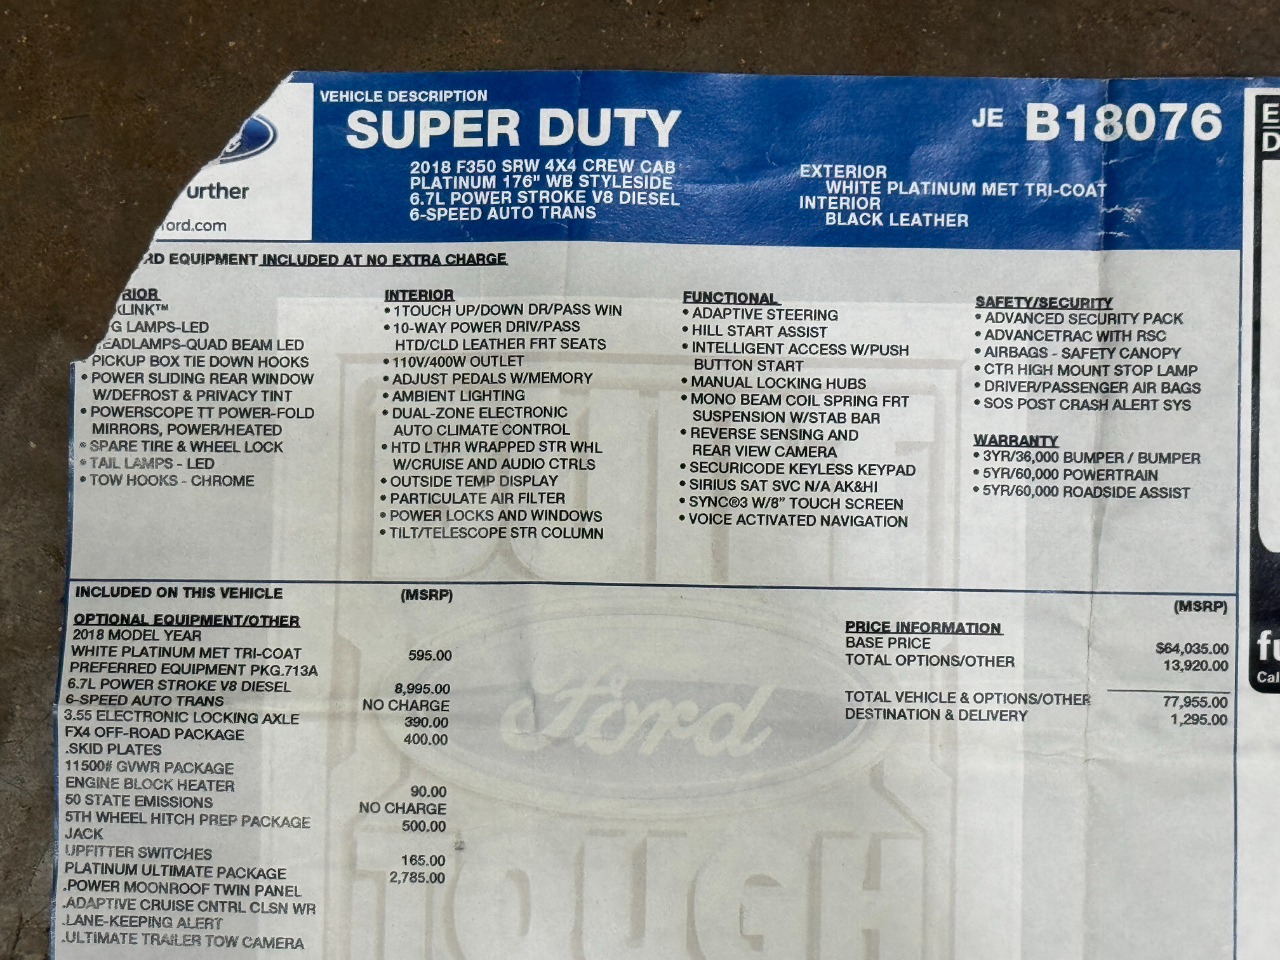 VEHICLE DESCRIPTION
SUPER DUTY
2018 F350 SRW 4X4 CREW CAB
PLATINUM 176" WB STYLESIDE
6.7L POWER STROKE V8 DIESEL
6-SPEED AUTO TRANS
JE B18076
EXTERIOR
WHITE PLATINUM MET TRI-COAT
INTERIOR
BLACK LEATHER
urther
ord.com
RD EQUIPMENT INCLUDED AT NO EXTRA CHARGE
RIOR
KLINK™
G LAMPS-LED
EADLAMPS-QUAD BEAM LED
• PICKUP BOX TIE DOWN HOOKS
• POWER SLIDING REAR WINDOW
W/DEFROST & PRIVACY TINT
• POWERSCOPE TT POWER-FOLD
MIRRORS, POWER/HEATED
• SPARE TIRE & WHEEL LOCK
• TAIL LAMPS - LED
• TOW HOOKS - CHROME
INTERIOR
• 1TOUCH UP/DOWN DR/PASS WIN
• 10-WAY POWER DRIV/PASS
HTD/CLD LEATHER FRT SEATS
• 110V/400W OUTLET
• ADJUST PEDALS W/MEMORY
• AMBIENT LIGHTING
• DUAL-ZONE ELECTRONIC
AUTO CLIMATE CONTROL
• HTD LTHR WRAPPED STR WHL
W/CRUISE AND AUDIO CTRLS
• OUTSIDE TEMP DISPLAY
• PARTICULATE AIR FILTER
• POWER LOCKS AND WINDOWS
• TILT/TELESCOPE STR COLUMN
FUNCTIONAL
• ADAPTIVE STEERING
• HILL START ASSIST
• INTELLIGENT ACCESS W/PUSH
BUTTON START
• MANUAL LOCKING HUBS
• MONO BEAM COIL SPRING FRT
SUSPENSION W/STAB BAR
• REVERSE SENSING AND
REAR VIEW CAMERA
• SECURICODE KEYLESS KEYPAD
• SIRIUS SAT SVC N/A AK&HI
• SYNC®3 W/8" TOUCH SCREEN
• VOICE ACTIVATED NAVIGATION
SAFETY/SECURITY
• ADVANCED SECURITY PACK
• ADVANCETRAC WITH RSC
• AIRBAGS - SAFETY CANOPY
• CTR HIGH MOUNT STOP LAMP
• DRIVER/PASSENGER AIR BAGS
• SOS POST CRASH ALERT SYS
WARRANTY
• 3YR/36,000 BUMPER / BUMPER
• 5YR/60,000 POWERTRAIN
• 5YR/60,000 ROADSIDE ASSIST
INCLUDED ON THIS VEHICLE (MSRP)
OPTIONAL EQUIPMENT/OTHER
2018 MODEL YEAR
WHITE PLATINUM MET TRI-COAT 595.00
PREFERRED EQUIPMENT PKG.713A
6.7L POWER STROKE V8 DIESEL 8,995.00
6-SPEED AUTO TRANS NO CHARGE
3.55 ELECTRONIC LOCKING AXLE 390.00
FX4 OFF-ROAD PACKAGE 400.00
.SKID PLATES
11500# GVWR PACKAGE
ENGINE BLOCK HEATER 90.00
50 STATE EMISSIONS NO CHARGE
5TH WHEEL HITCH PREP PACKAGE 500.00
JACK
UPFITTER SWITCHES 165.00
PLATINUM ULTIMATE PACKAGE 2,785.00
.POWER MOONROOF TWIN PANEL
.ADAPTIVE CRUISE CNTRL CLSN WR
.LANE-KEEPING ALERT
.ULTIMATE TRAILER TOW CAMERA
(MSRP)
PRICE INFORMATION
BASE PRICE $64,035.00
TOTAL OPTIONS/OTHER 13,920.00
TOTAL VEHICLE & OPTIONS/OTHER 77,955.00
DESTINATION & DELIVERY 1,295.00
BUILT
Ford
TOUGH
E
D
fu
Cal